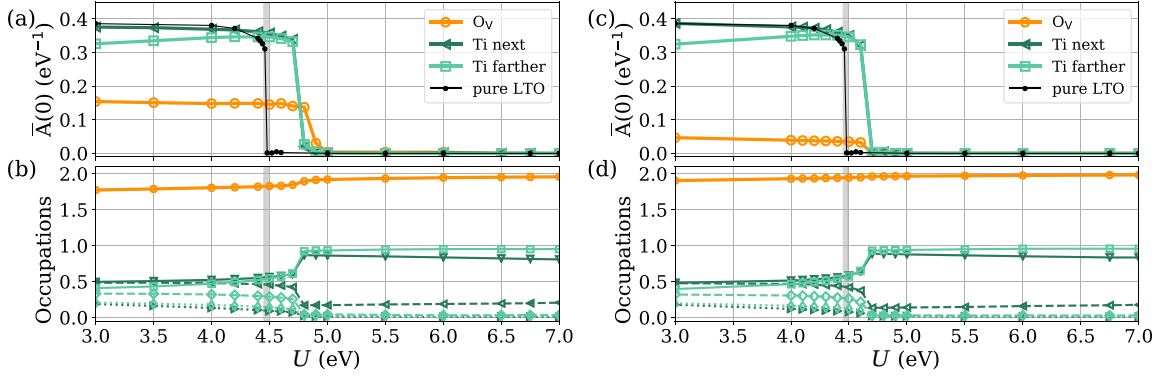 (a)
0.4
0.3
0.2
0.1
0.0
A̅(0) (eV⁻¹)
O_V
Ti next
Ti farther
pure LTO
(b)
2.0
1.5
1.0
0.5
0.0
Occupations
3.0 3.5 4.0 4.5 5.0 5.5 6.0 6.5 7.0
U (eV)
(c)
0.4
0.3
0.2
0.1
0.0
A̅(0) (eV⁻¹)
O_V
Ti next
Ti farther
pure LTO
(d)
2.0
1.5
1.0
0.5
0.0
Occupations
3.0 3.5 4.0 4.5 5.0 5.5 6.0 6.5 7.0
U (eV)